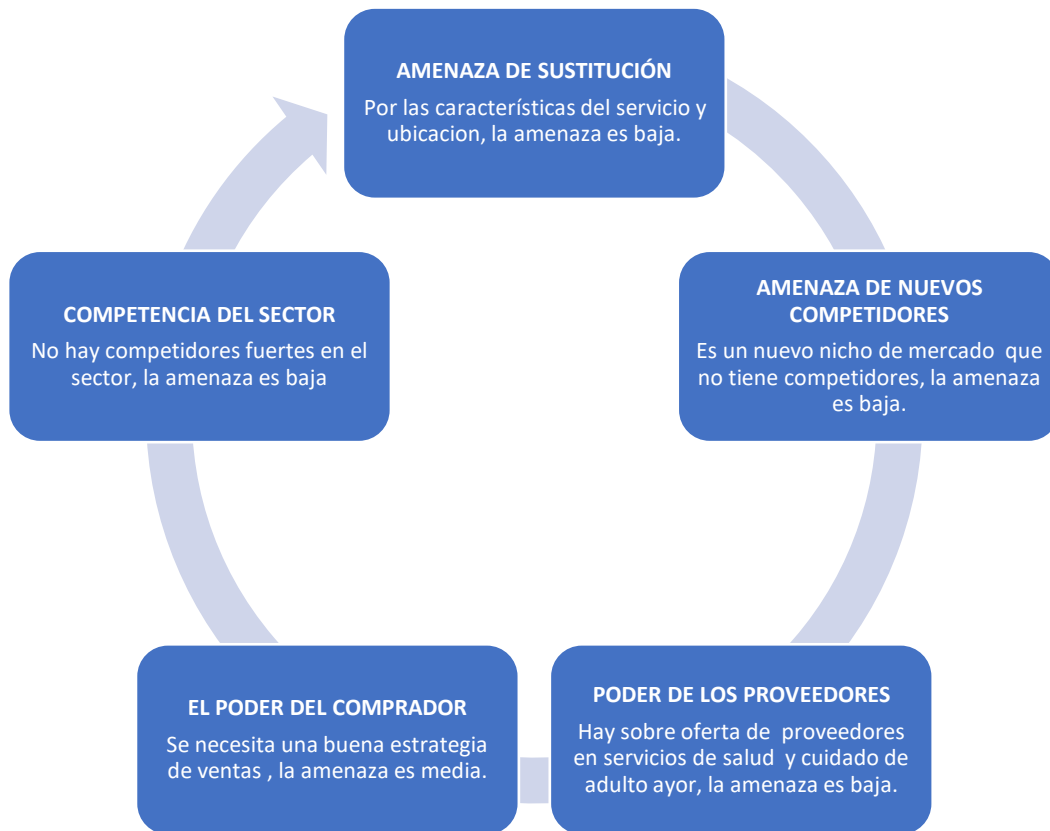 AMENAZA DE SUSTITUCIÓN
Por las características del servicio y
ubicacion, la amenaza es baja.
AMENAZA DE NUEVOS
COMPETIDORES
Es un nuevo nicho de mercado que
no tiene competidores, la amenaza
es baja.
PODER DE LOS PROVEEDORES
Hay sobre oferta de proveedores
en servicios de salud y cuidado de
adulto ayor, la amenaza es baja.
EL PODER DEL COMPRADOR
Se necesita una buena estrategia
de ventas , la amenaza es media.
COMPETENCIA DEL SECTOR
No hay competidores fuertes en el
sector, la amenaza es baja